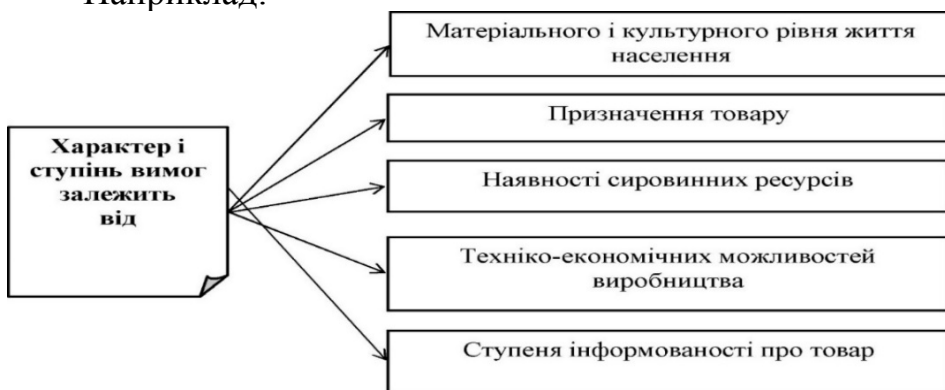 Наприклад:
Матеріального і культурного рівня життя
населення
Призначення товару
Характер і
ступінь вимог
залежить
від
Наявності сировинних ресурсів
Техніко-економічних можливостей
виробництва
Ступеня інформованості про товар